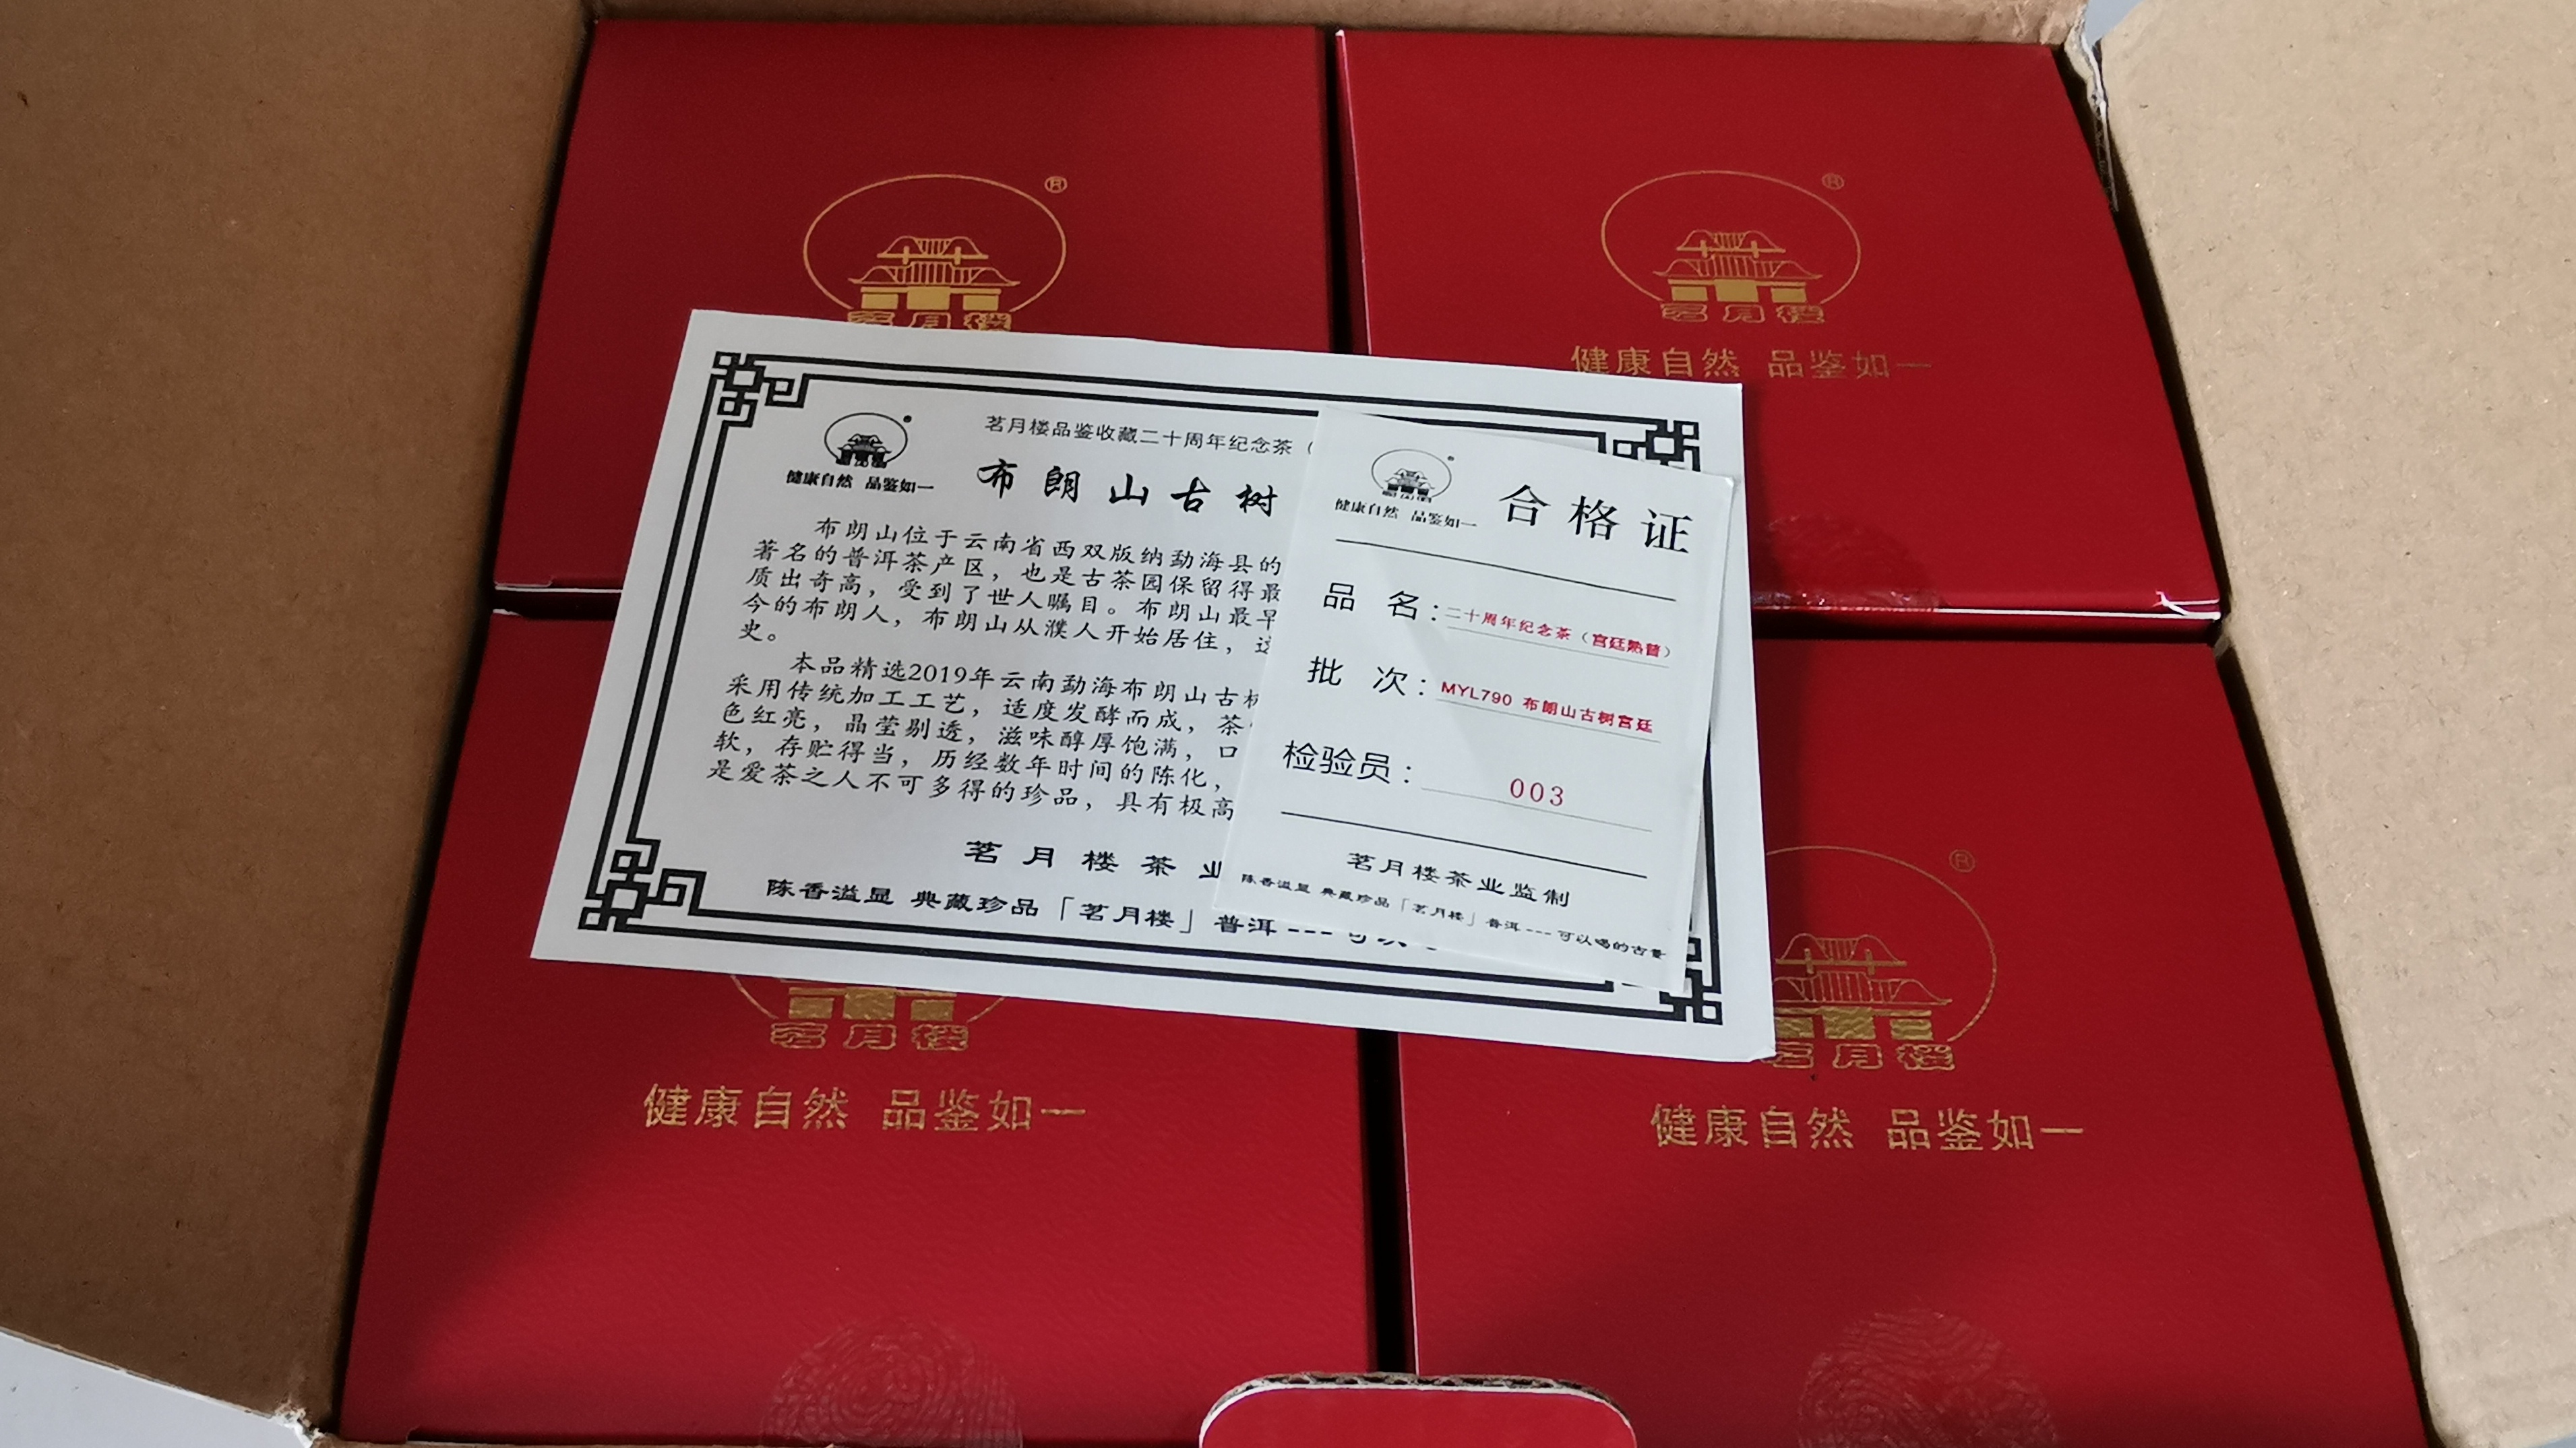 ®
茗月楼
®
茗月楼
健康自然 品鉴如一
健康自然 品鉴如一
茗月楼品鉴收藏二十周年纪念茶（
布朗山古树
布朗山位于云南省西双版纳勐海县的
著名的普洱茶产区，也是古茶园保留得最
质出奇高，受到了世人瞩目。布朗山最早
今的布朗人，布朗山从濮人开始居住，这
史。
本品精选2019年云南勐海布朗山古树
采用传统加工工艺，适度发酵而成，茶
色红亮，晶莹剔透，滋味醇厚饱满，口
软，存贮得当，历经数年时间的陈化，
是爱茶之人不可多得的珍品，具有极高
茗月楼茶业
陈香溢显 典藏珍品「茗月楼」普洱---可以
健康自然 品鉴如一
合格证
品 名：二十周年纪念茶（宫廷熟普）
批 次：MYL790 布朗山古树宫廷
检验员：003
茗月楼茶业监制
陈香溢显 典藏珍品「茗月楼」普洱---可以喝的古董
茗月楼
健康自然 品鉴如一
®
茗月楼
健康自然 品鉴如一